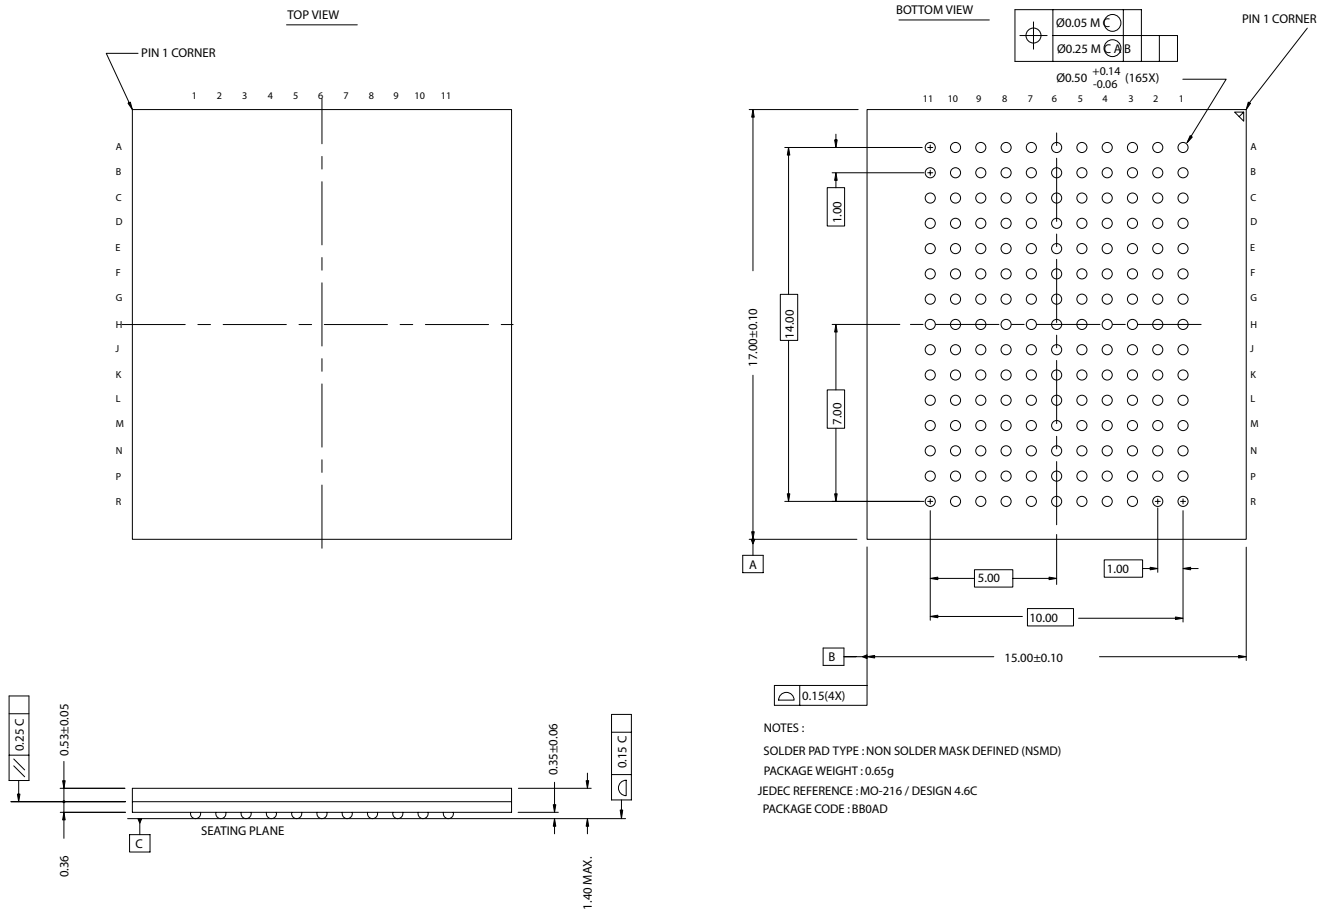 TOP VIEW
PIN 1 CORNER
1 2 3 4 5 6 7 8 9 10 11
A
B
C
D
E
F
G
H
J
K
L
M
N
P
R
BOTTOM VIEW
PIN 1 CORNER
Ø0.05 M C
Ø0.25 M C A B
Ø0.50 +0.14 -0.06 (165X)
11 10 9 8 7 6 5 4 3 2 1
A
B
C
D
E
F
G
H
J
K
L
M
N
P
R
1.00
14.00
17.00±0.10
7.00
A
5.00
1.00
10.00
B
15.00±0.10
0.15(4X)
0.25 C
0.53±0.05
0.36
C
SEATING PLANE
0.35±0.06
0.15 C
1.40 MAX.
NOTES :
SOLDER PAD TYPE : NON SOLDER MASK DEFINED (NSMD)
PACKAGE WEIGHT : 0.65g
JEDEC REFERENCE : MO-216 / DESIGN 4.6C
PACKAGE CODE : BB0AD